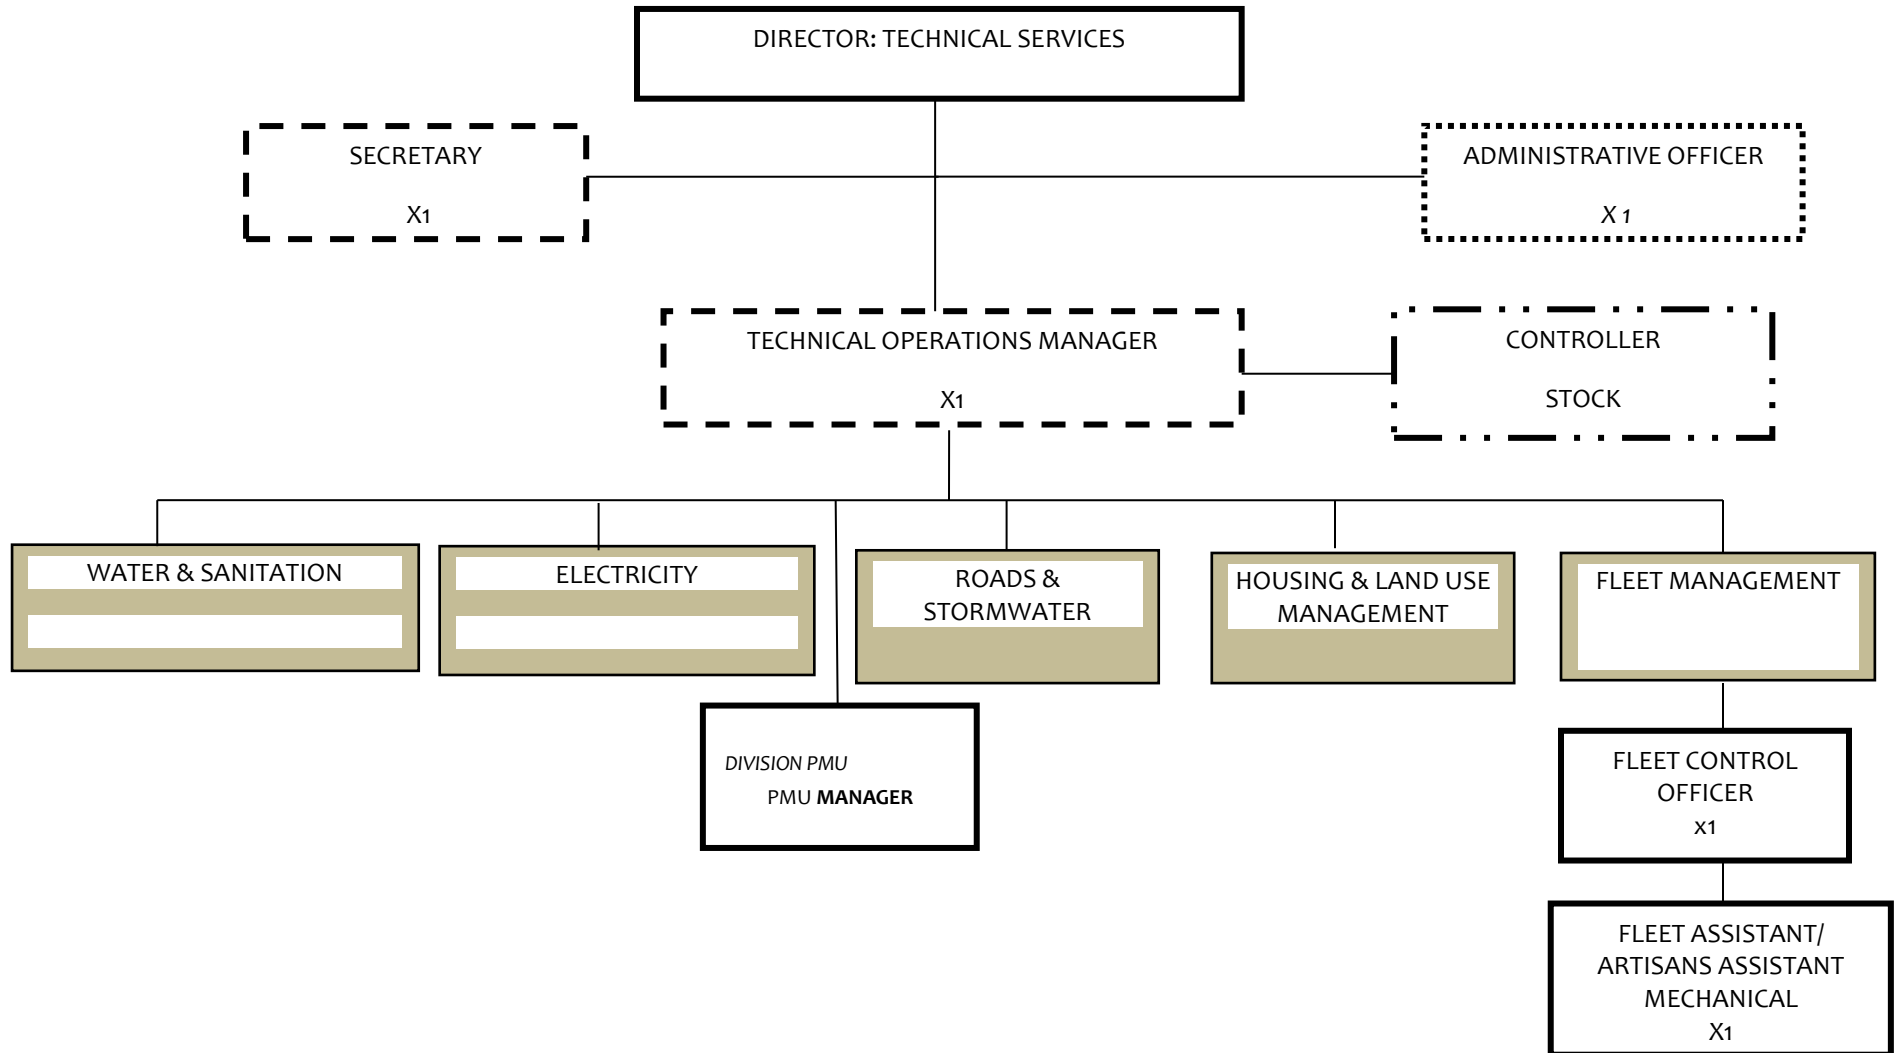 DIRECTOR: TECHNICAL SERVICES
SECRETARY
X1
ADMINISTRATIVE OFFICER
X 1
TECHNICAL OPERATIONS MANAGER
X1
CONTROLLER
STOCK
WATER & SANITATION
ELECTRICITY
ROADS &
STORMWATER
HOUSING & LAND USE
MANAGEMENT
FLEET MANAGEMENT
DIVISION PMU
PMU MANAGER
FLEET CONTROL
OFFICER
x1
FLEET ASSISTANT/
ARTISANS ASSISTANT
MECHANICAL
X1